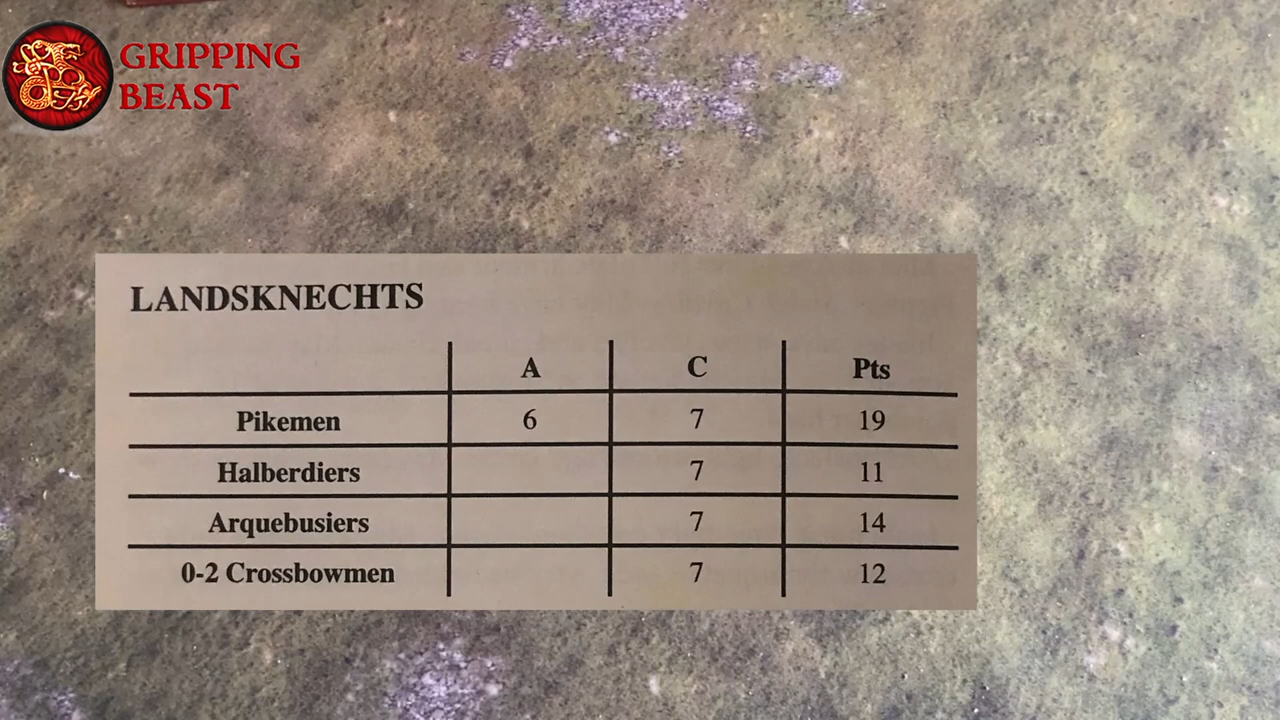 GRIPPING
BEAST
LANDSKNECHTS
A C Pts
Pikemen 6 7 19
Halberdiers 7 11
Arquebusiers 7 14
0-2 Crossbowmen 7 12